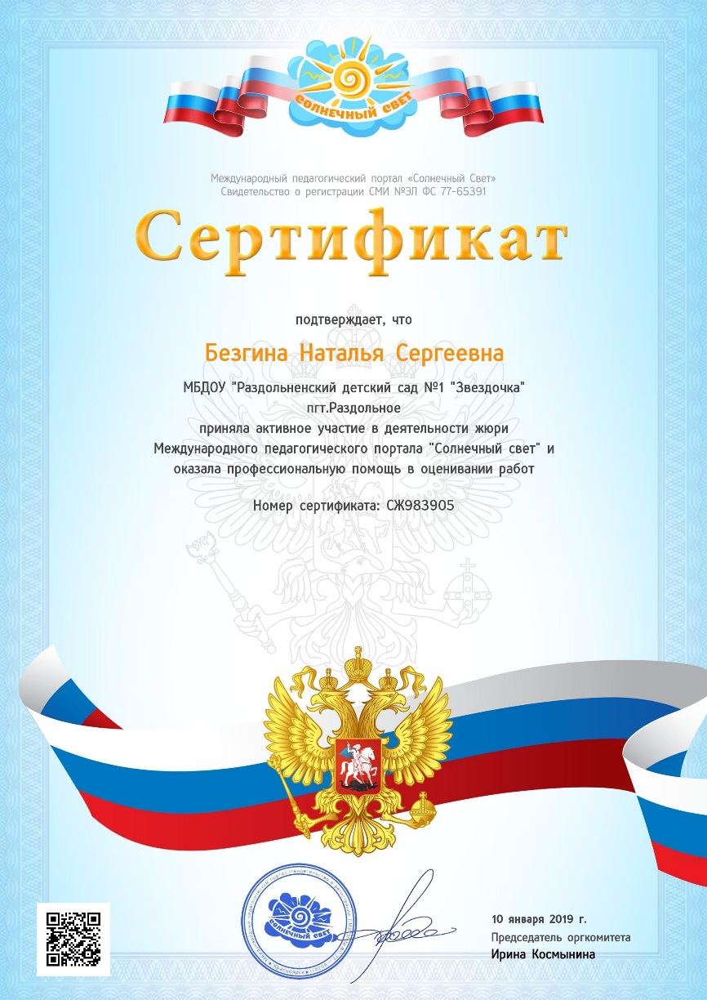 СОЛНЕЧНЫЙ СВЕТ
Международный педагогический портал «Солнечный Свет»
Свидетельство о регистрации СМИ №ЭЛ ФС 77-65391
Сертификат
подтверждает, что
Безгина Наталья Сергеевна
МБДОУ "Раздольненский детский сад №1 "Звездочка"
пгт.Раздольное
приняла активное участие в деятельности жюри
Международного педагогического портала "Солнечный свет" и
оказала профессиональную помощь в оценивании работ
Номер сертификата: СЖ983905
СОЛНЕЧНЫЙ СВЕТ
10 января 2019 г.
Председатель оргкомитета
Ирина Космынина